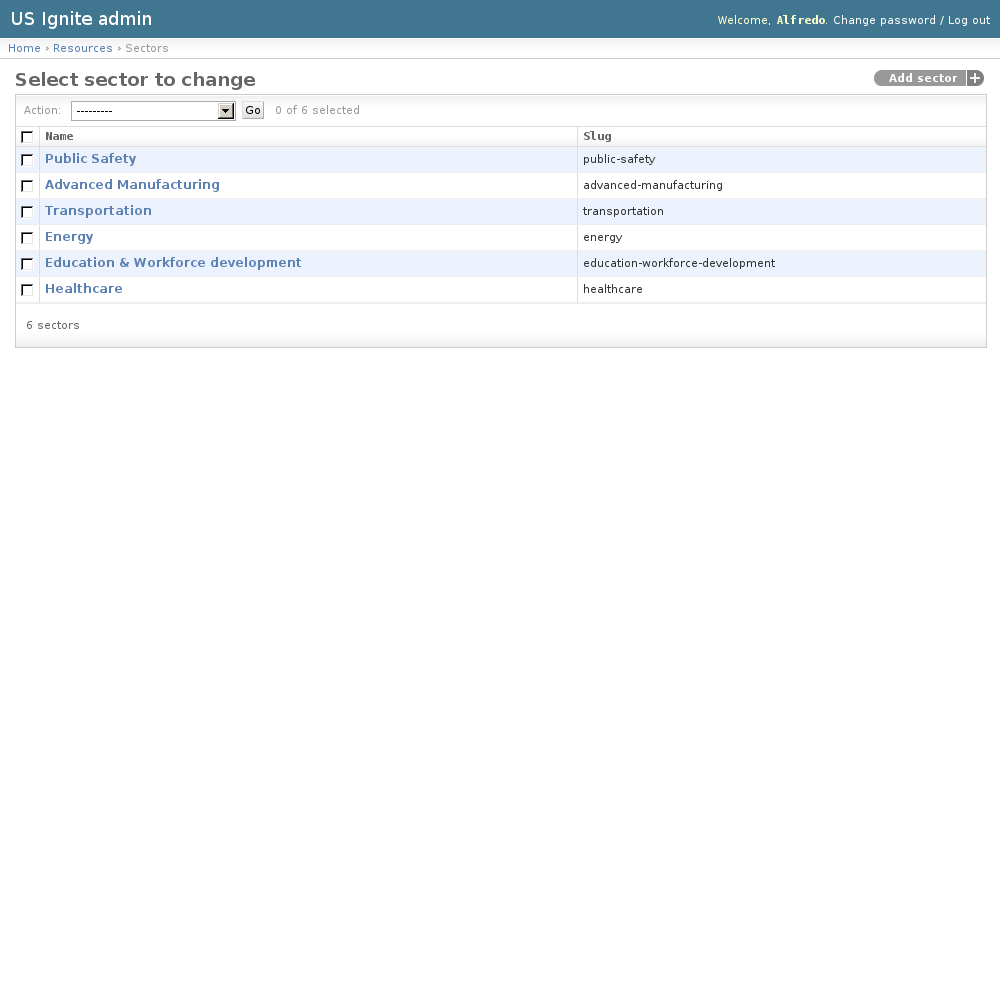 US Ignite admin
Welcome, Alfredo. Change password / Log out
Home › Resources › Sectors
Select sector to change
Add sector +
Action: --------- Go 0 of 6 selected
Name Slug
Public Safety public-safety
Advanced Manufacturing advanced-manufacturing
Transportation transportation
Energy energy
Education & Workforce development education-workforce-development
Healthcare healthcare
6 sectors